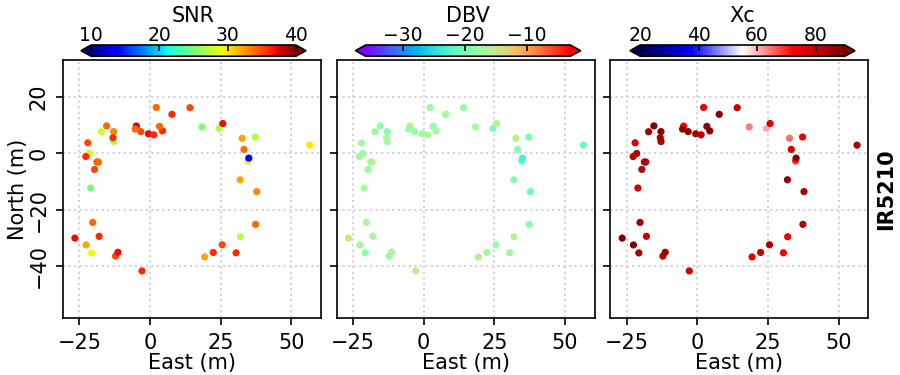 SNR DBV Xc
10 20 30 40 −30 −20 −10 20 40 60 80
20
0
−20
−40
North (m)
IR5210
−25 0 25 50 −25 0 25 50 −25 0 25 50
East (m) East (m) East (m)